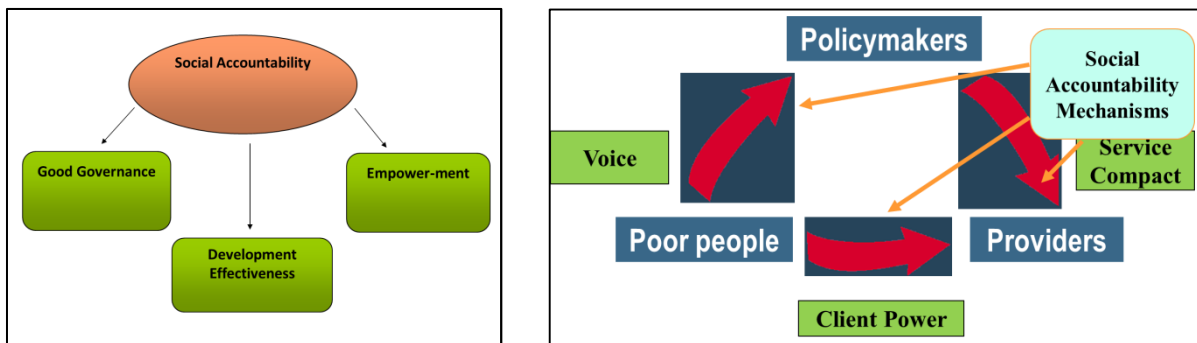 Social Accountability
Good Governance
Empower-ment
Development
Effectiveness
Policymakers
Social
Accountability
Mechanisms
Voice
Service
Compact
Poor people
Providers
Client Power